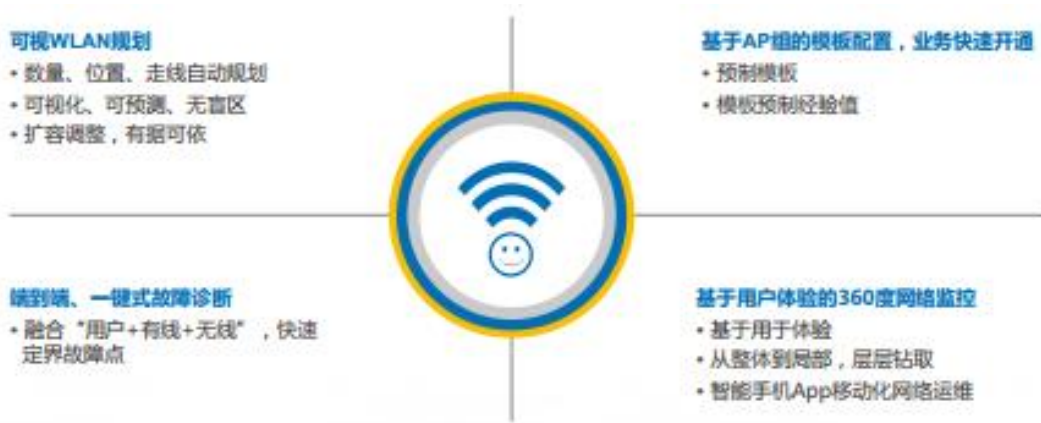 可视WLAN规划
• 数量、位置、走线自动规划
• 可视化、可预测、无盲区
• 扩容调整，有据可依
基于AP组的模板配置，业务快速开通
• 预制模板
• 模板预制经验值
端到端、一键式故障诊断
• 融合“用户+有线+无线”，快速
定界故障点
基于用户体验的360度网络监控
• 基于用于体验
• 从整体到局部，层层钻取
• 智能手机App移动化网络运维